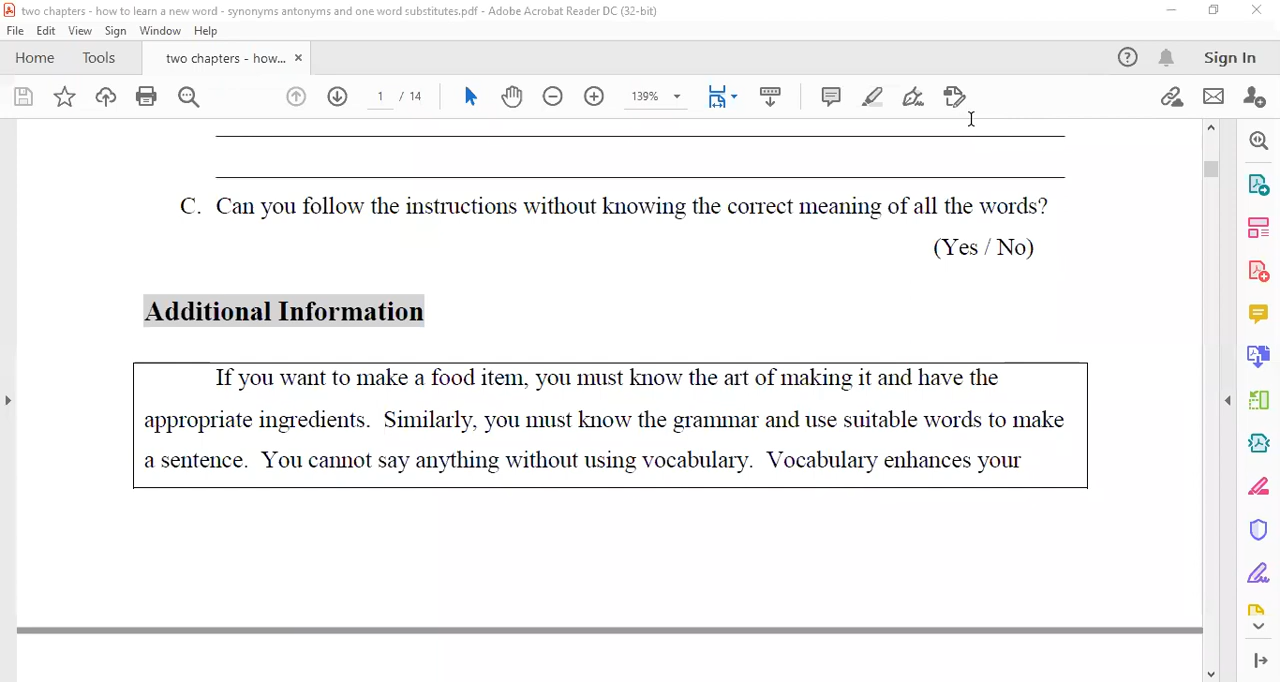 two chapters - how to learn a new word - synonyms antonyms and one word substitutes.pdf - Adobe Acrobat Reader DC (32-bit)
File Edit View Sign Window Help
Home Tools two chapters - how... × Sign In
1 / 14 139%
C. Can you follow the instructions without knowing the correct meaning of all the words?
(Yes / No)
Additional Information
If you want to make a food item, you must know the art of making it and have the
appropriate ingredients. Similarly, you must know the grammar and use suitable words to make
a sentence. You cannot say anything without using vocabulary. Vocabulary enhances your